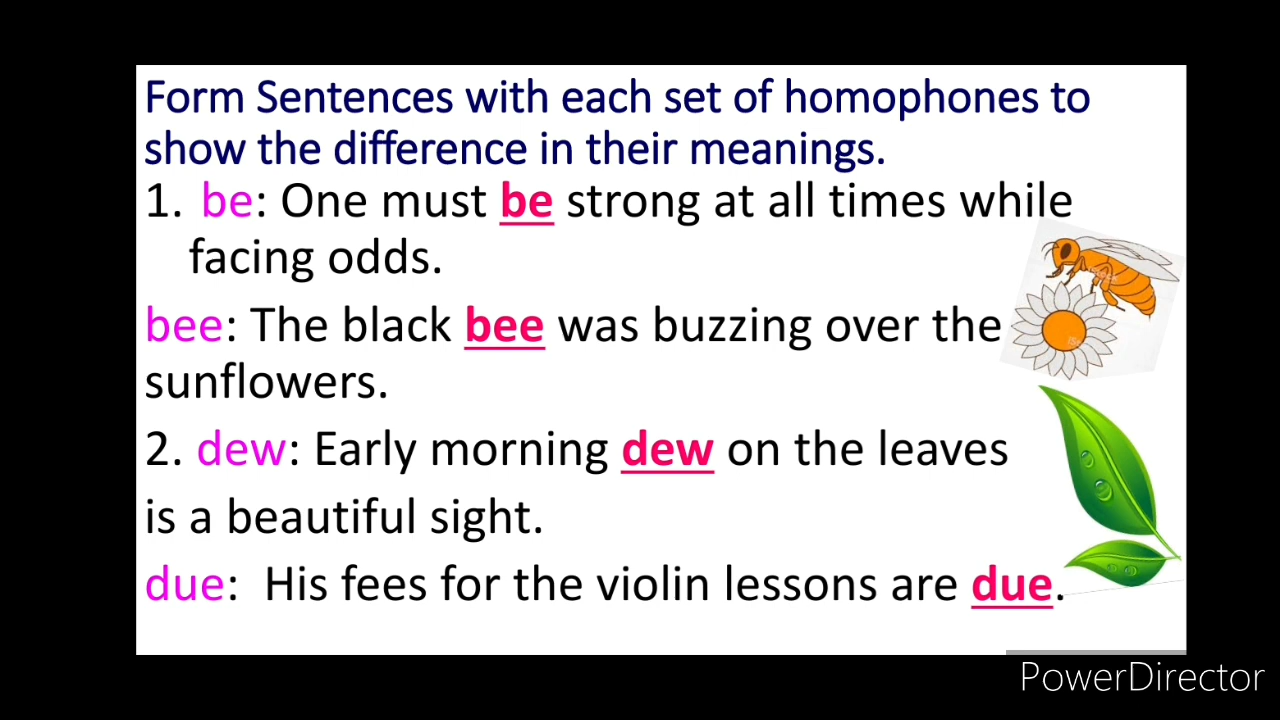 Form Sentences with each set of homophones to
show the difference in their meanings.
1. be: One must be strong at all times while
facing odds.
bee: The black bee was buzzing over the
sunflowers.
2. dew: Early morning dew on the leaves
is a beautiful sight.
due: His fees for the violin lessons are due.
PowerDirector